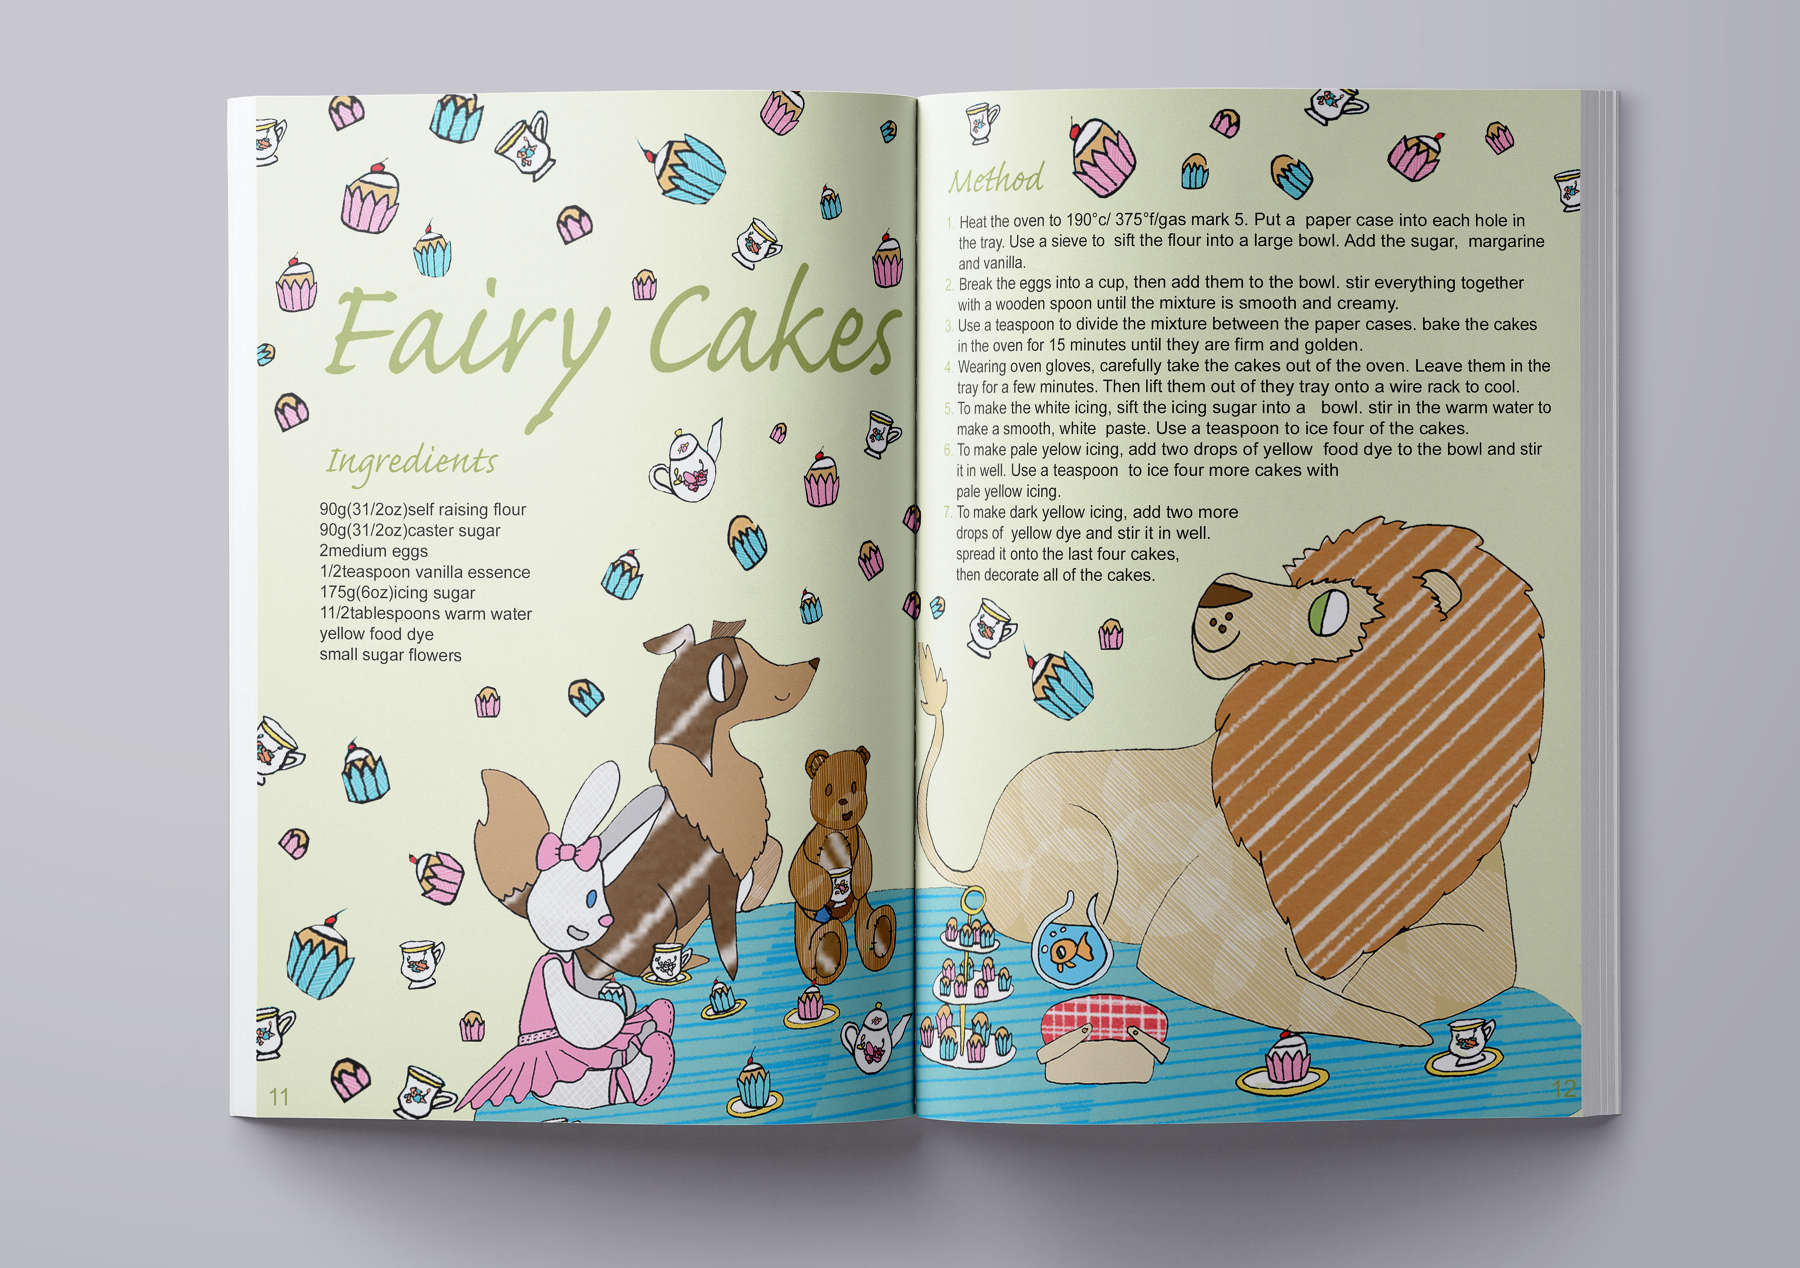 Fairy Cakes
Ingredients
90g(31/2oz)self raising flour
90g(31/2oz)caster sugar
2medium eggs
1/2teaspoon vanilla essence
175g(6oz)icing sugar
11/2tablespoons warm water
yellow food dye
small sugar flowers
11
Method
1. Heat the oven to 190°c/ 375°f/gas mark 5. Put a paper case into each hole in
the tray. Use a sieve to sift the flour into a large bowl. Add the sugar, margarine
and vanilla.
2. Break the eggs into a cup, then add them to the bowl. stir everything together
with a wooden spoon until the mixture is smooth and creamy.
3. Use a teaspoon to divide the mixture between the paper cases. bake the cakes
in the oven for 15 minutes until they are firm and golden.
4. Wearing oven gloves, carefully take the cakes out of the oven. Leave them in the
tray for a few minutes. Then lift them out of they tray onto a wire rack to cool.
5. To make the white icing, sift the icing sugar into a bowl. stir in the warm water to
make a smooth, white paste. Use a teaspoon to ice four of the cakes.
6. To make pale yelow icing, add two drops of yellow food dye to the bowl and stir
it in well. Use a teaspoon to ice four more cakes with
pale yellow icing.
7. To make dark yellow icing, add two more
drops of yellow dye and stir it in well.
spread it onto the last four cakes,
then decorate all of the cakes.
12